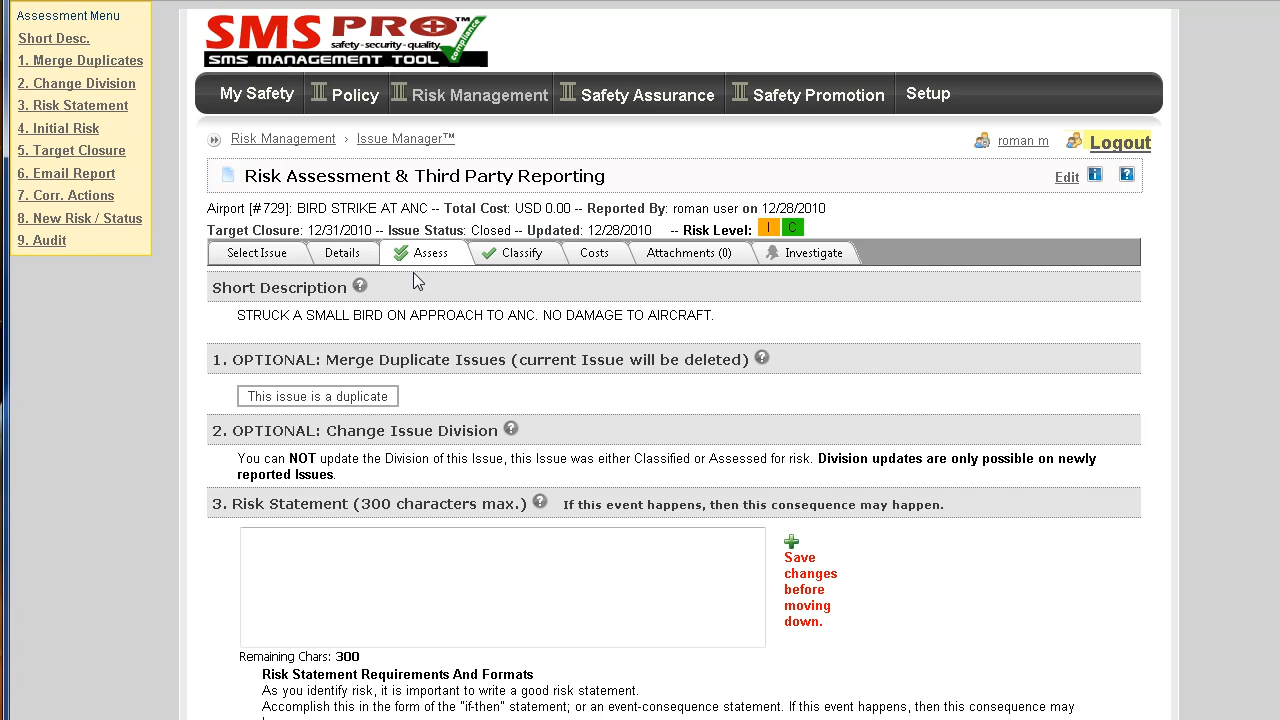 Assessment Menu
Short Desc.
1. Merge Duplicates
2. Change Division
3. Risk Statement
4. Initial Risk
5. Target Closure
6. Email Report
7. Corr. Actions
8. New Risk / Status
9. Audit
SMS PRO™
safety-security-quality
compliance
SMS MANAGEMENT TOOL
My Safety Policy Risk Management Safety Assurance Safety Promotion Setup
Risk Management › Issue Manager™ roman m Logout
Risk Assessment & Third Party Reporting Edit
Airport [#729]: BIRD STRIKE AT ANC -- Total Cost: USD 0.00 -- Reported By: roman user on 12/28/2010
Target Closure: 12/31/2010 -- Issue Status: Closed -- Updated: 12/28/2010 -- Risk Level: I C
Select Issue Details Assess Classify Costs Attachments (0) Investigate
Short Description
STRUCK A SMALL BIRD ON APPROACH TO ANC. NO DAMAGE TO AIRCRAFT.
1. OPTIONAL: Merge Duplicate Issues (current Issue will be deleted)
This issue is a duplicate
2. OPTIONAL: Change Issue Division
You can NOT update the Division of this Issue, this Issue was either Classified or Assessed for risk. Division updates are only possible on newly
reported Issues.
3. Risk Statement (300 characters max.) If this event happens, then this consequence may happen.
Save
changes
before
moving
down.
Remaining Chars: 300
Risk Statement Requirements And Formats
As you identify risk, it is important to write a good risk statement.
Accomplish this in the form of the "if-then" statement; or an event-consequence statement. If this event happens, then this consequence may